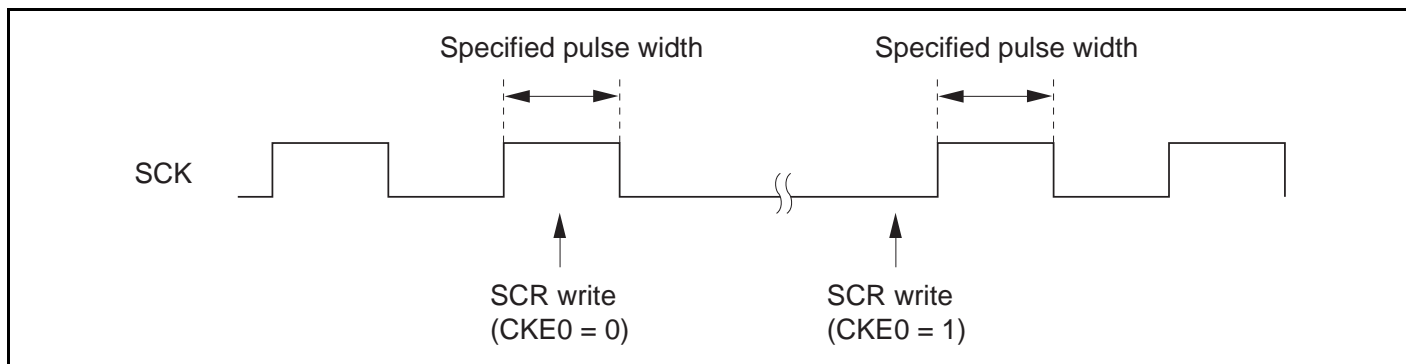 Specified pulse width
Specified pulse width
SCK
SCR write
(CKE0 = 0)
SCR write
(CKE0 = 1)